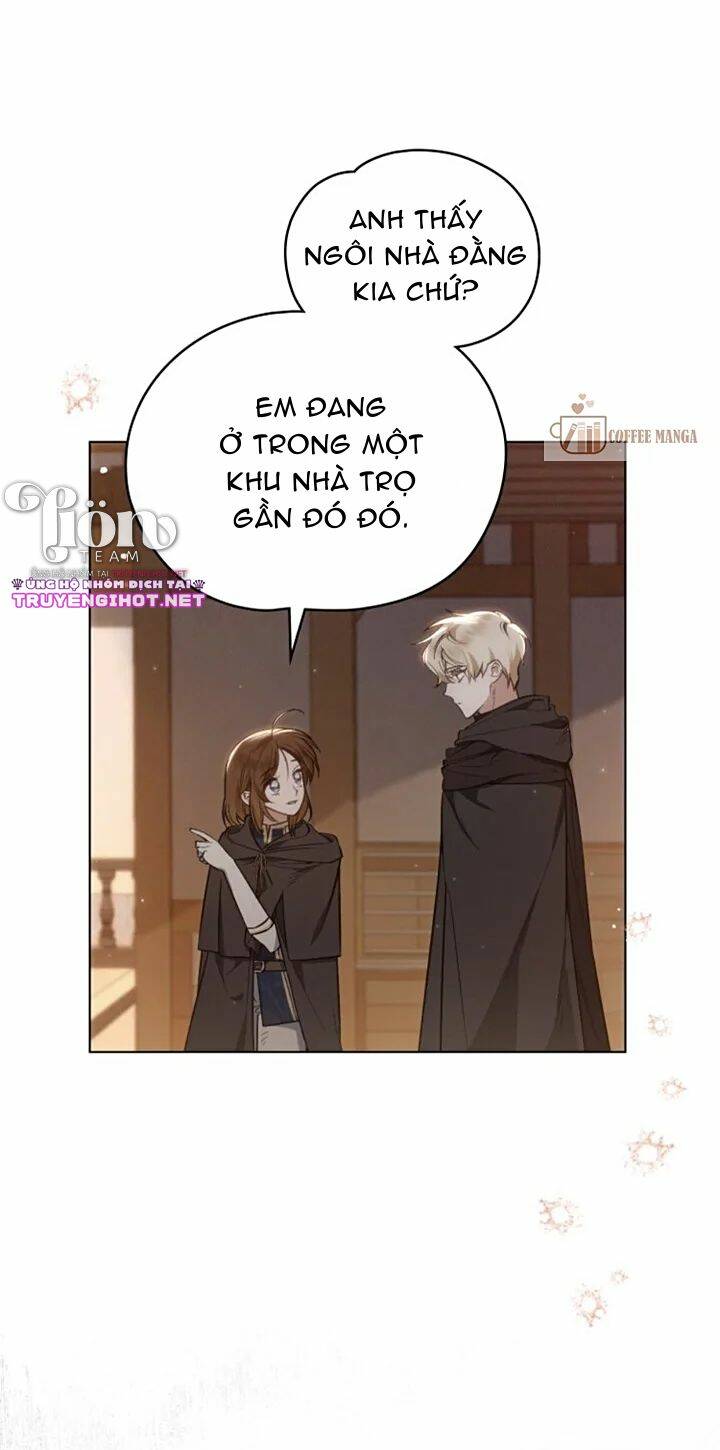 ANH THẤY
NGÔI NHÀ ĐẰNG
KIA CHỨ?
EM ĐANG
Ở TRONG MỘT
KHU NHÀ TRỌ
GẦN ĐÓ ĐÓ.
COFFEE MANGA
TEAM
ỦNG HỘ NHÓM DỊCH TẠI
TRUYENGIHOT.NET